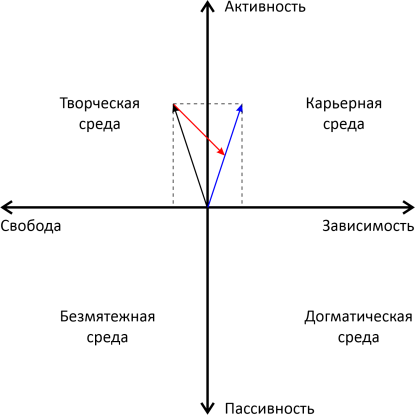 Активность
Творческая
среда
Карьерная
среда
Свобода
Зависимость
Безмятежная
среда
Догматическая
среда
Пассивность